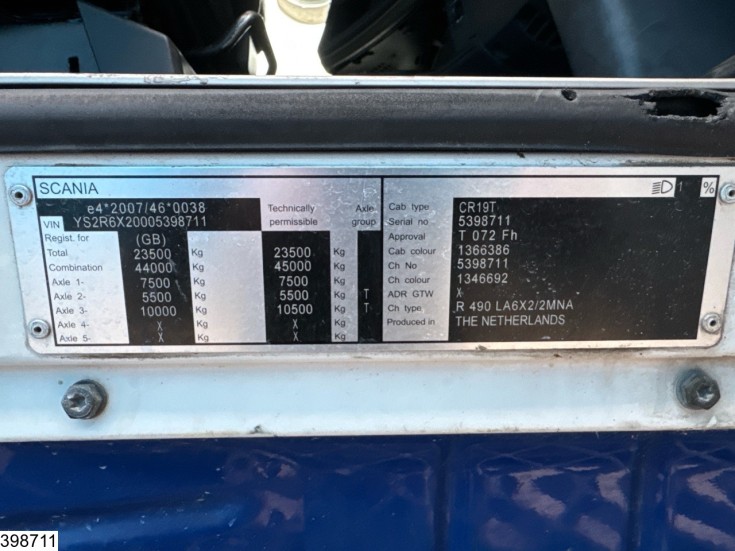 SCANIA 1 %
e4*2007/46*0038 Technically Axle Cab type CR19T
VIN YS2R6X20005398711 permissible group Serial no 5398711
Regist. for (GB) Approval T 072 Fh
Total 23500 Kg 23500 Kg Cab colour 1366386
Combination 44000 Kg 45000 Kg Ch No 5398711
Axle 1- 7500 Kg 7500 Kg Ch colour 1346692
Axle 2- 5500 Kg 5500 Kg T ADR GTW X
Axle 3- 10000 Kg 10500 Kg T Ch type R 490 LA6X2/2MNA
Axle 4- X Kg X Kg Produced in THE NETHERLANDS
Axle 5- X Kg X Kg
398711